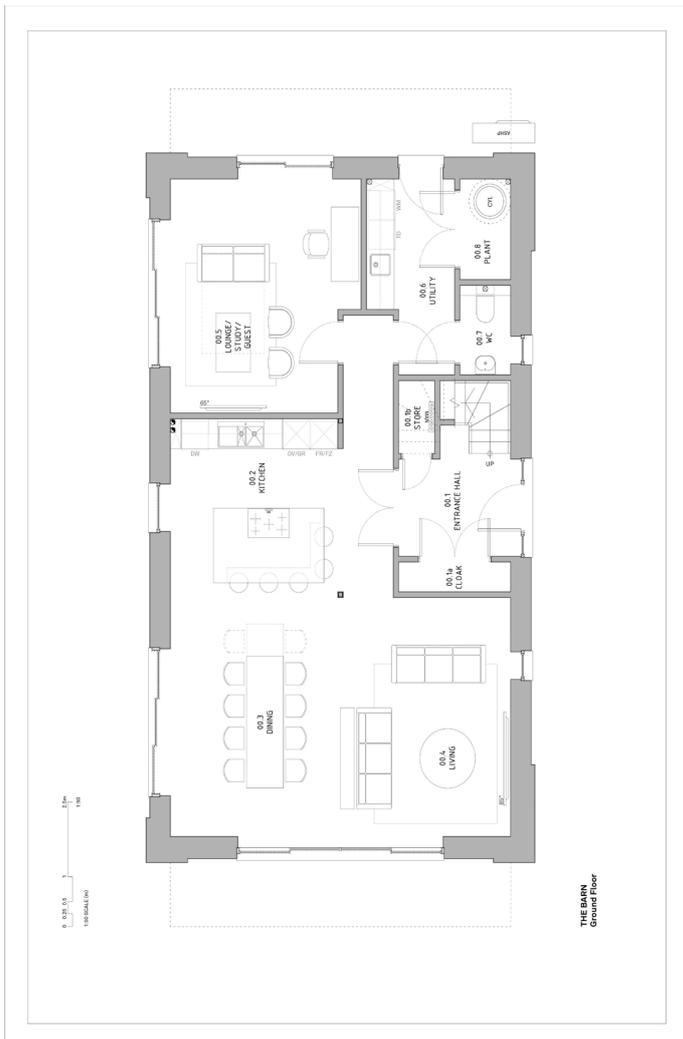 ASHP
CYL
00.8
PLANT
WM
TD
00.6
UTILITY
00.7
WC
00.5
LOUNGE/
STUDY/
GUEST
65"
00.1b
STORE
UP
DW
OV/GR
FR/FZ
00.2
KITCHEN
00.1
ENTRANCE HALL
00.1a
CLOAK
00.3
DINING
00.4
LIVING
85"
0 0.25 0.5 1 2.5m
1:50 SCALE (m)
1:50
THE BARN
Ground Floor